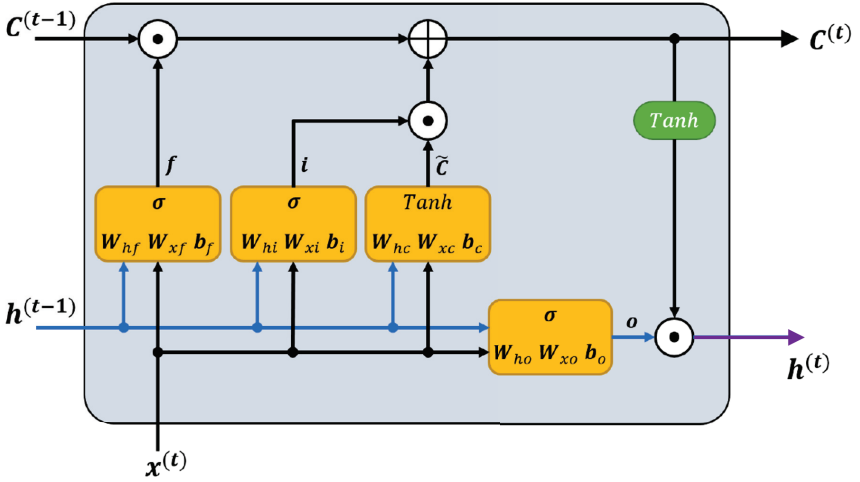 C^(t−1)
C^(t)
Tanh
f
i
C̃
σ
W_hf W_xf b_f
σ
W_hi W_xi b_i
Tanh
W_hc W_xc b_c
h^(t−1)
σ
W_ho W_xo b_o
o
h^(t)
x^(t)